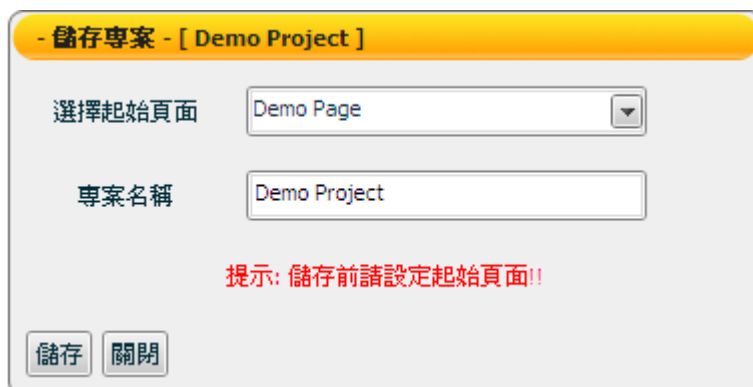 - 儲存專案 - [ Demo Project ]
選擇起始頁面 Demo Page
專案名稱 Demo Project
提示: 儲存前請設定起始頁面!!
儲存 關閉